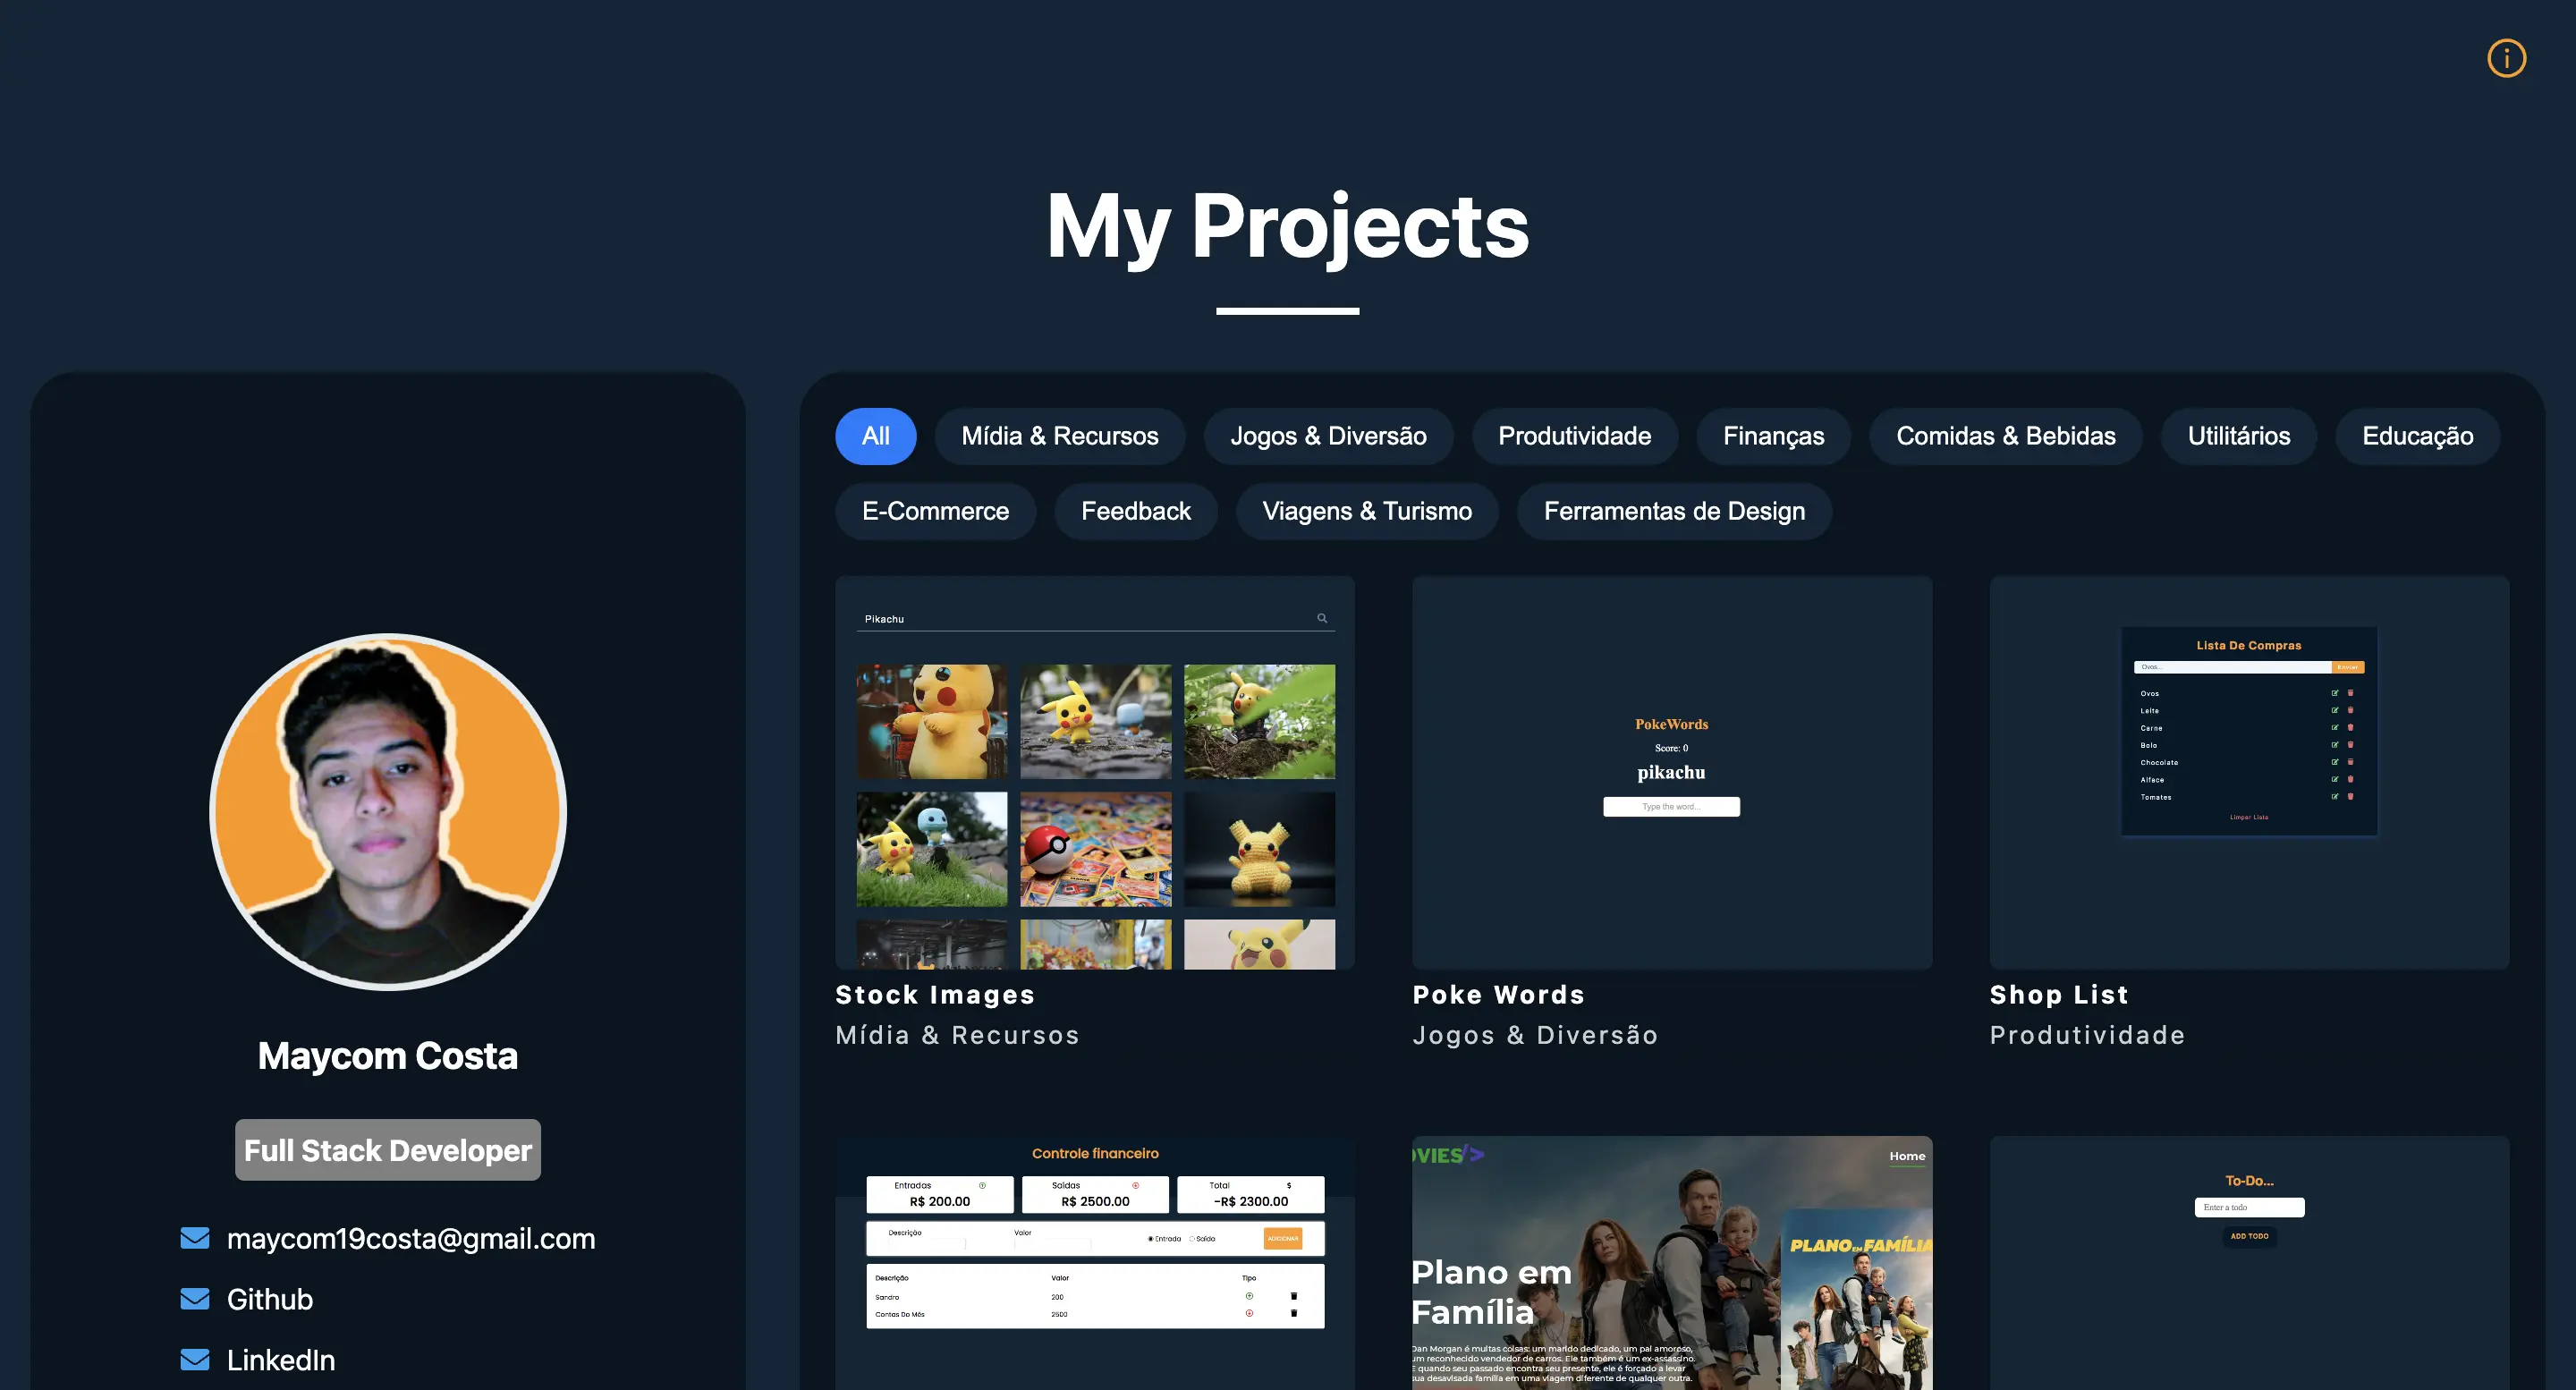 My Projects
All
Mídia & Recursos
Jogos & Diversão
Produtividade
Finanças
Comidas & Bebidas
Utilitários
Educação
E-Commerce
Feedback
Viagens & Turismo
Ferramentas de Design
Maycom Costa
Full Stack Developer
maycom19costa@gmail.com
Github
LinkedIn
Pikachu
Stock Images
Mídia & Recursos
PokeWords
Score: 0
pikachu
Type the word...
Poke Words
Jogos & Diversão
Lista De Compras
Ovos...
Enviar
Ovos
Leite
Carne
Bolo
Chocolate
Alface
Tomates
Limpar Lista
Shop List
Produtividade
Controle financeiro
Entradas
R$ 200.00
Saídas
R$ 2500.00
Total
-R$ 2300.00
Descrição
Valor
Entrada
Saída
ADICIONAR
Descrição Valor Tipo
Sandro 200
Contas Do Mês 2500
OVIES/>
Home
Plano em
Família
PLANO EM FAMÍLIA
Dan Morgan é muitas coisas: um marido dedicado, um pai amoroso,
um reconhecido vendedor de carros. Ele também é um ex-assassino.
E quando seu passado encontra seu presente, ele é forçado a levar
sua desavisada família em uma viagem diferente de qualquer outra.
To-Do...
Enter a todo
ADD TODO